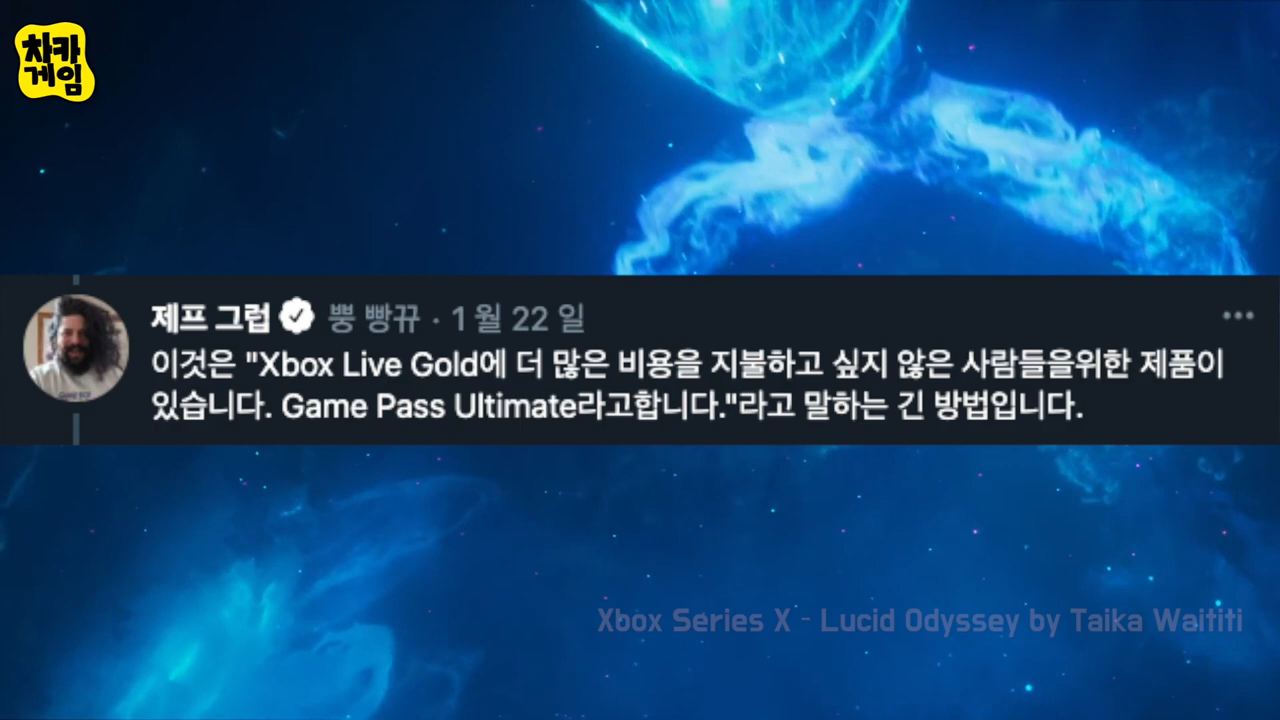 차카
게임
제프 그럽 뿡 빵뀨 · 1 월 22 일
이것은 "Xbox Live Gold에 더 많은 비용을 지불하고 싶지 않은 사람들을위한 제품이
있습니다. Game Pass Ultimate라고합니다."라고 말하는 긴 방법입니다.
Xbox Series X - Lucid Odyssey by Taika Waititi